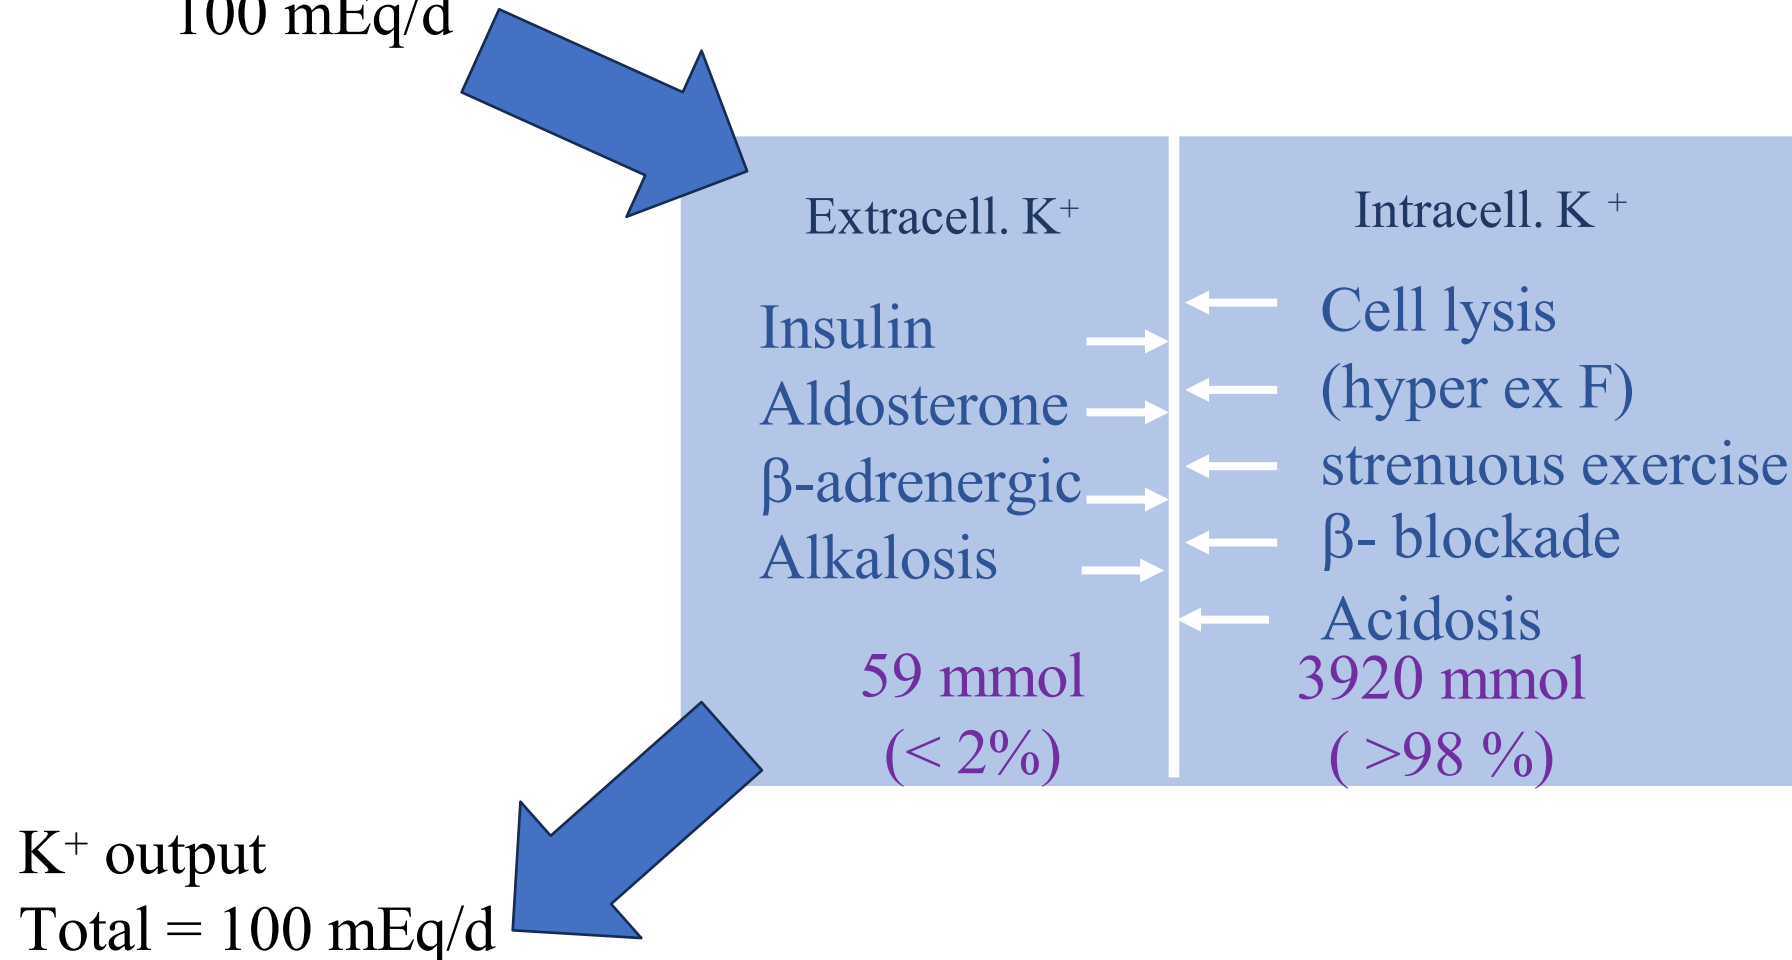 100 mEq/d
Extracell. K⁺
Intracell. K ⁺
Insulin
Aldosterone
β-adrenergic
Alkalosis
Cell lysis
(hyper ex F)
strenuous exercise
β- blockade
Acidosis
59 mmol
(< 2%)
3920 mmol
( >98 %)
K⁺ output
Total = 100 mEq/d